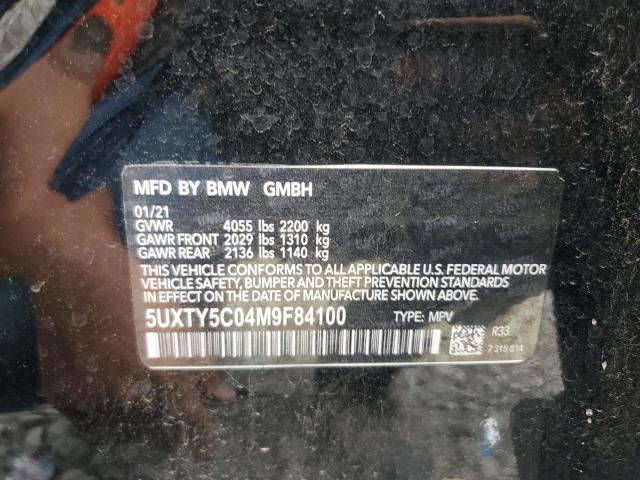 MFD BY BMW GMBH
01/21
GVWR 4055 lbs 2200 kg
GAWR FRONT 2029 lbs 1310 kg
GAWR REAR 2136 lbs 1140 kg
THIS VEHICLE CONFORMS TO ALL APPLICABLE U.S. FEDERAL MOTOR
VEHICLE SAFETY, BUMPER AND THEFT PREVENTION STANDARDS
IN EFFECT ON THE DATE OF MANUFACTURE SHOWN ABOVE.
5UXTY5C04M9F84100 TYPE: MPV
R33
7 315 814